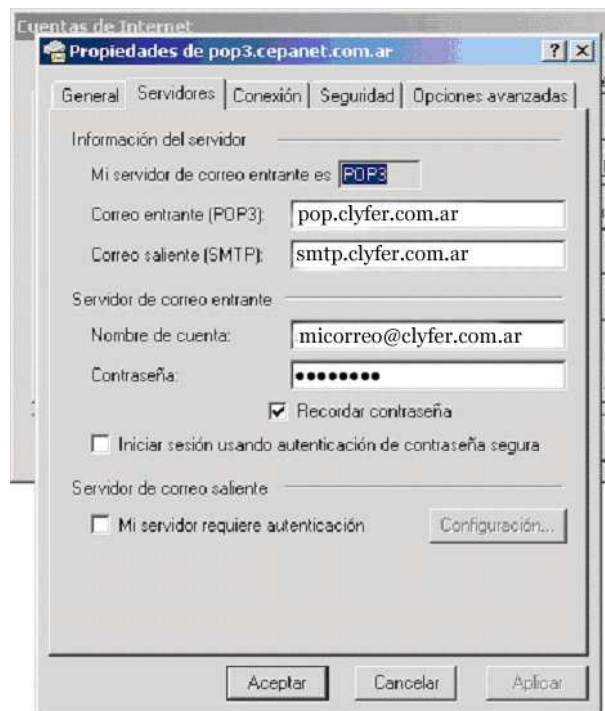 Cuentas de Internet
Propiedades de pop3.cepanet.com.ar
General Servidores Conexión Seguridad Opciones avanzadas
Información del servidor
Mi servidor de correo entrante es POP3
Correo entrante (POP3): pop.clyfer.com.ar
Correo saliente (SMTP): smtp.clyfer.com.ar
Servidor de correo entrante
Nombre de cuenta: micorreo@clyfer.com.ar
Contraseña: ●●●●●●●●
Recordar contraseña
Iniciar sesión usando autenticación de contraseña segura
Servidor de correo saliente
Mi servidor requiere autenticación Configuración...
Aceptar Cancelar Aplicar